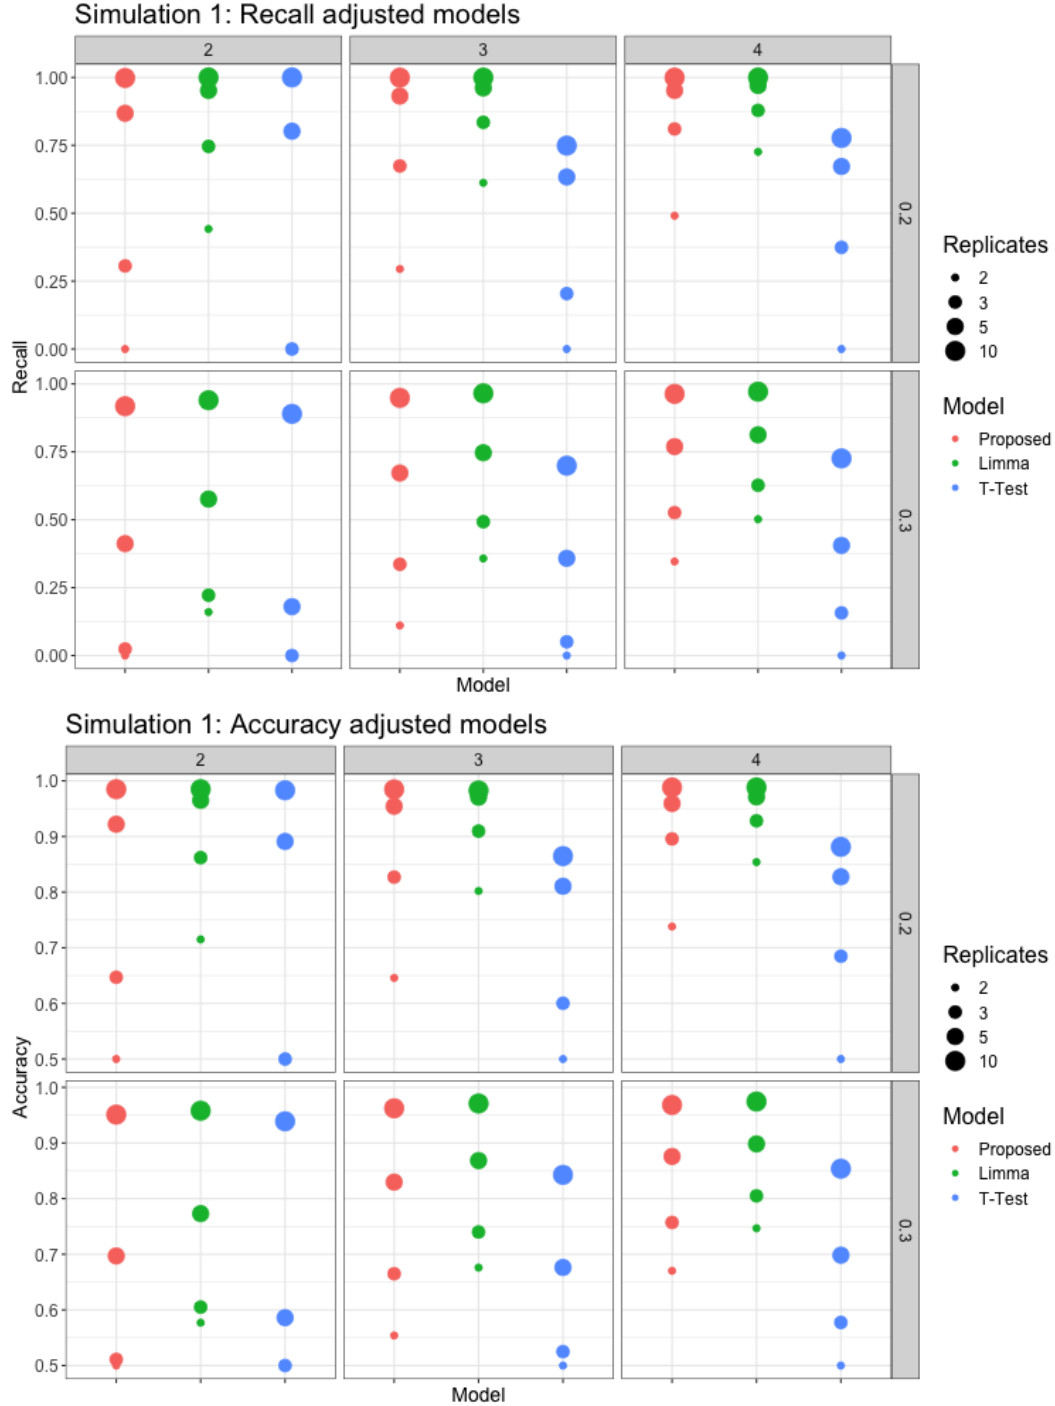 Simulation 1: Recall adjusted models
2 3 4
1.00
0.75
0.50
0.25
0.00
0.2
1.00
0.75
0.50
0.25
0.00
0.3
Recall
Model
Replicates
2
3
5
10
Model
Proposed
Limma
T-Test
Simulation 1: Accuracy adjusted models
2 3 4
1.0
0.9
0.8
0.7
0.6
0.5
0.2
1.0
0.9
0.8
0.7
0.6
0.5
0.3
Accuracy
Model
Replicates
2
3
5
10
Model
Proposed
Limma
T-Test